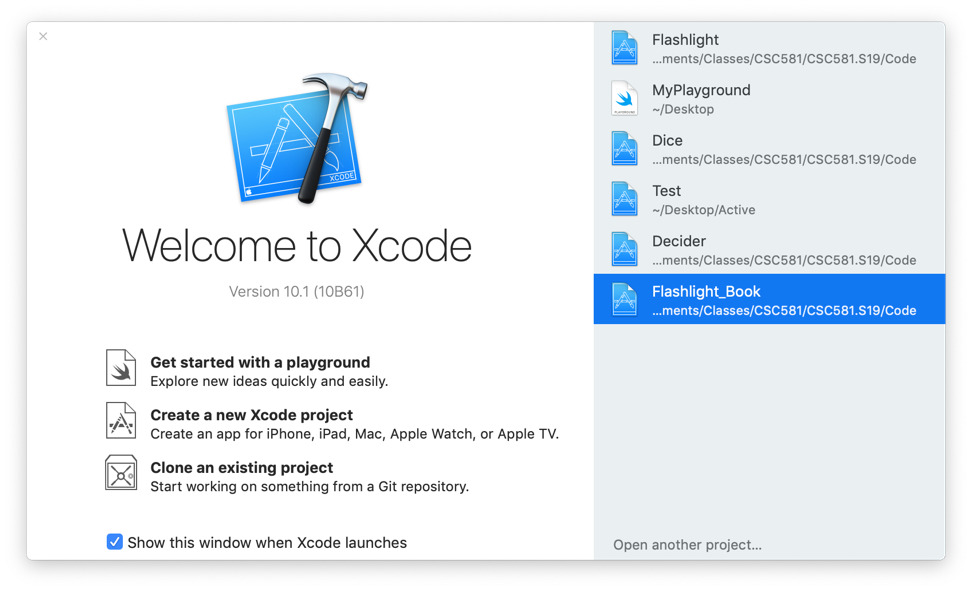 XCODE
Welcome to Xcode
Version 10.1 (10B61)
Get started with a playground
Explore new ideas quickly and easily.
Create a new Xcode project
Create an app for iPhone, iPad, Mac, Apple Watch, or Apple TV.
Clone an existing project
Start working on something from a Git repository.
Show this window when Xcode launches
Flashlight
...ments/Classes/CSC581/CSC581.S19/Code
PLAYGROUND
MyPlayground
~/Desktop
Dice
...ments/Classes/CSC581/CSC581.S19/Code
Test
~/Desktop/Active
Decider
...ments/Classes/CSC581/CSC581.S19/Code
Flashlight_Book
...ments/Classes/CSC581/CSC581.S19/Code
Open another project...